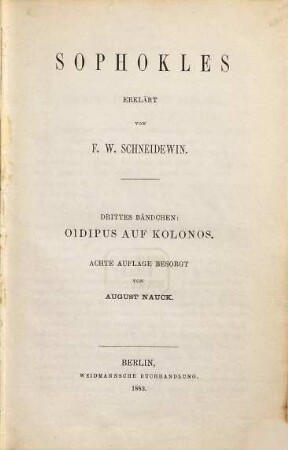 SOPHOKLES
ERKLÄRT
VON
F. W. SCHNEIDEWIN.
DRITTES BÄNDCHEN:
OIDIPUS AUF KOLONOS.
ACHTE AUFLAGE BESORGT
VON
AUGUST NAUCK.
BERLIN,
WEIDMANNSCHE BUCHHANDLUNG.
1883.